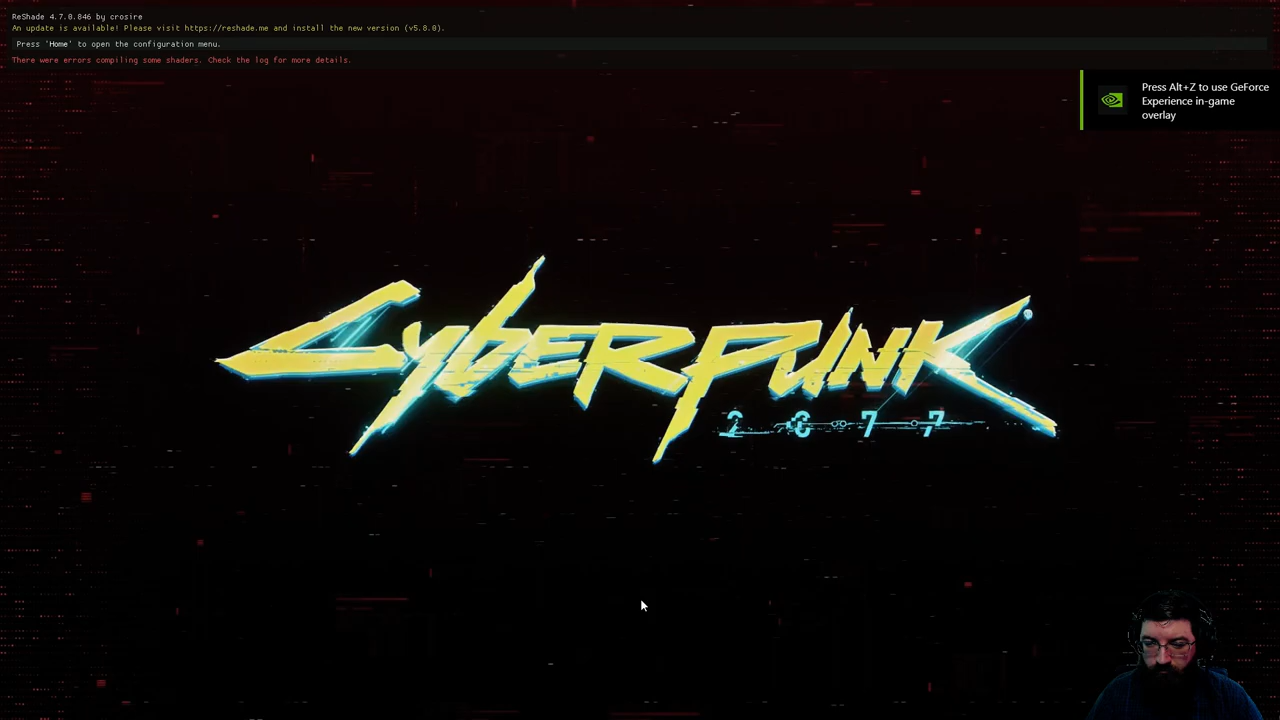 ReShade 4.7.0.846 by crosire
An update is available! Please visit https://reshade.me and install the new version (v5.8.0).
Press 'Home' to open the configuration menu.
There were errors compiling some shaders. Check the log for more details.
Press Alt+Z to use GeForce
Experience in-game
overlay
Cyberpunk
2077